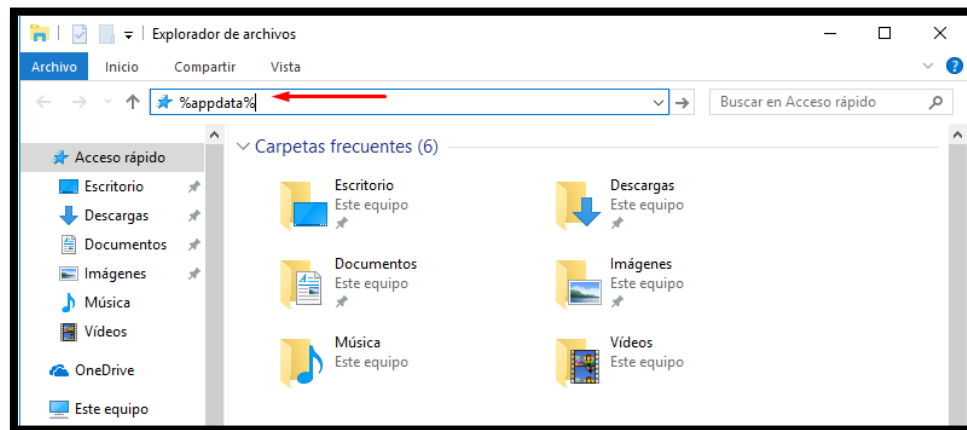 Explorador de archivos
Archivo Inicio Compartir Vista
%appdata%
Buscar en Acceso rápido
Acceso rápido
Escritorio
Descargas
Documentos
Imágenes
Música
Vídeos
OneDrive
Este equipo
Carpetas frecuentes (6)
Escritorio
Este equipo
Descargas
Este equipo
Documentos
Este equipo
Imágenes
Este equipo
Música
Este equipo
Vídeos
Este equipo